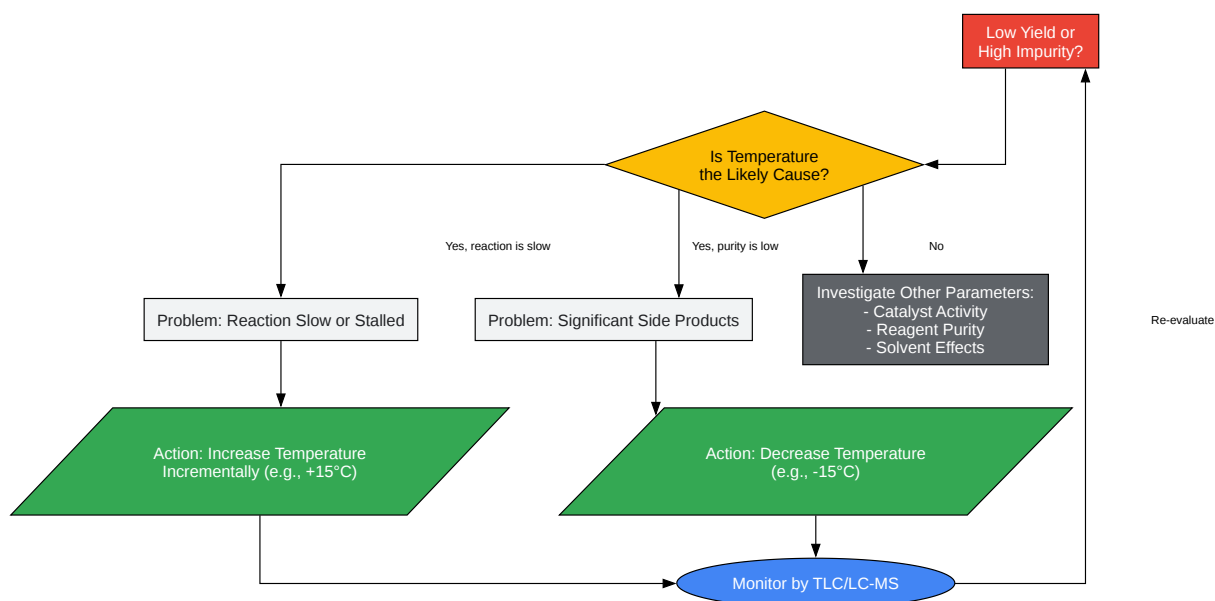 Low Yield or
High Impurity?
Is Temperature
the Likely Cause?
Yes, reaction is slow
Yes, purity is low
No
Problem: Reaction Slow or Stalled
Problem: Significant Side Products
Investigate Other Parameters:
- Catalyst Activity
- Reagent Purity
- Solvent Effects
Re-evaluate
Action: Increase Temperature
Incrementally (e.g., +15°C)
Action: Decrease Temperature
(e.g., -15°C)
Monitor by TLC/LC-MS